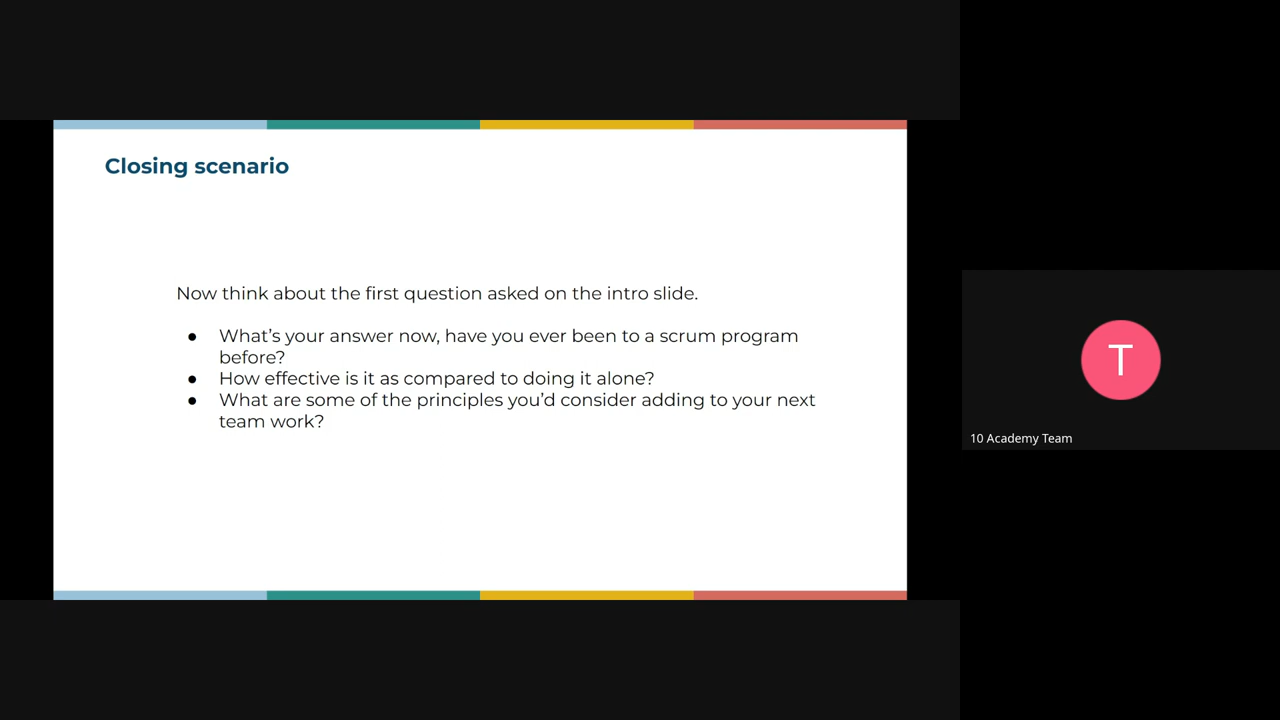 Closing scenario
Now think about the first question asked on the intro slide.
● What's your answer now, have you ever been to a scrum program
before?
● How effective is it as compared to doing it alone?
● What are some of the principles you'd consider adding to your next
team work?
T
10 Academy Team